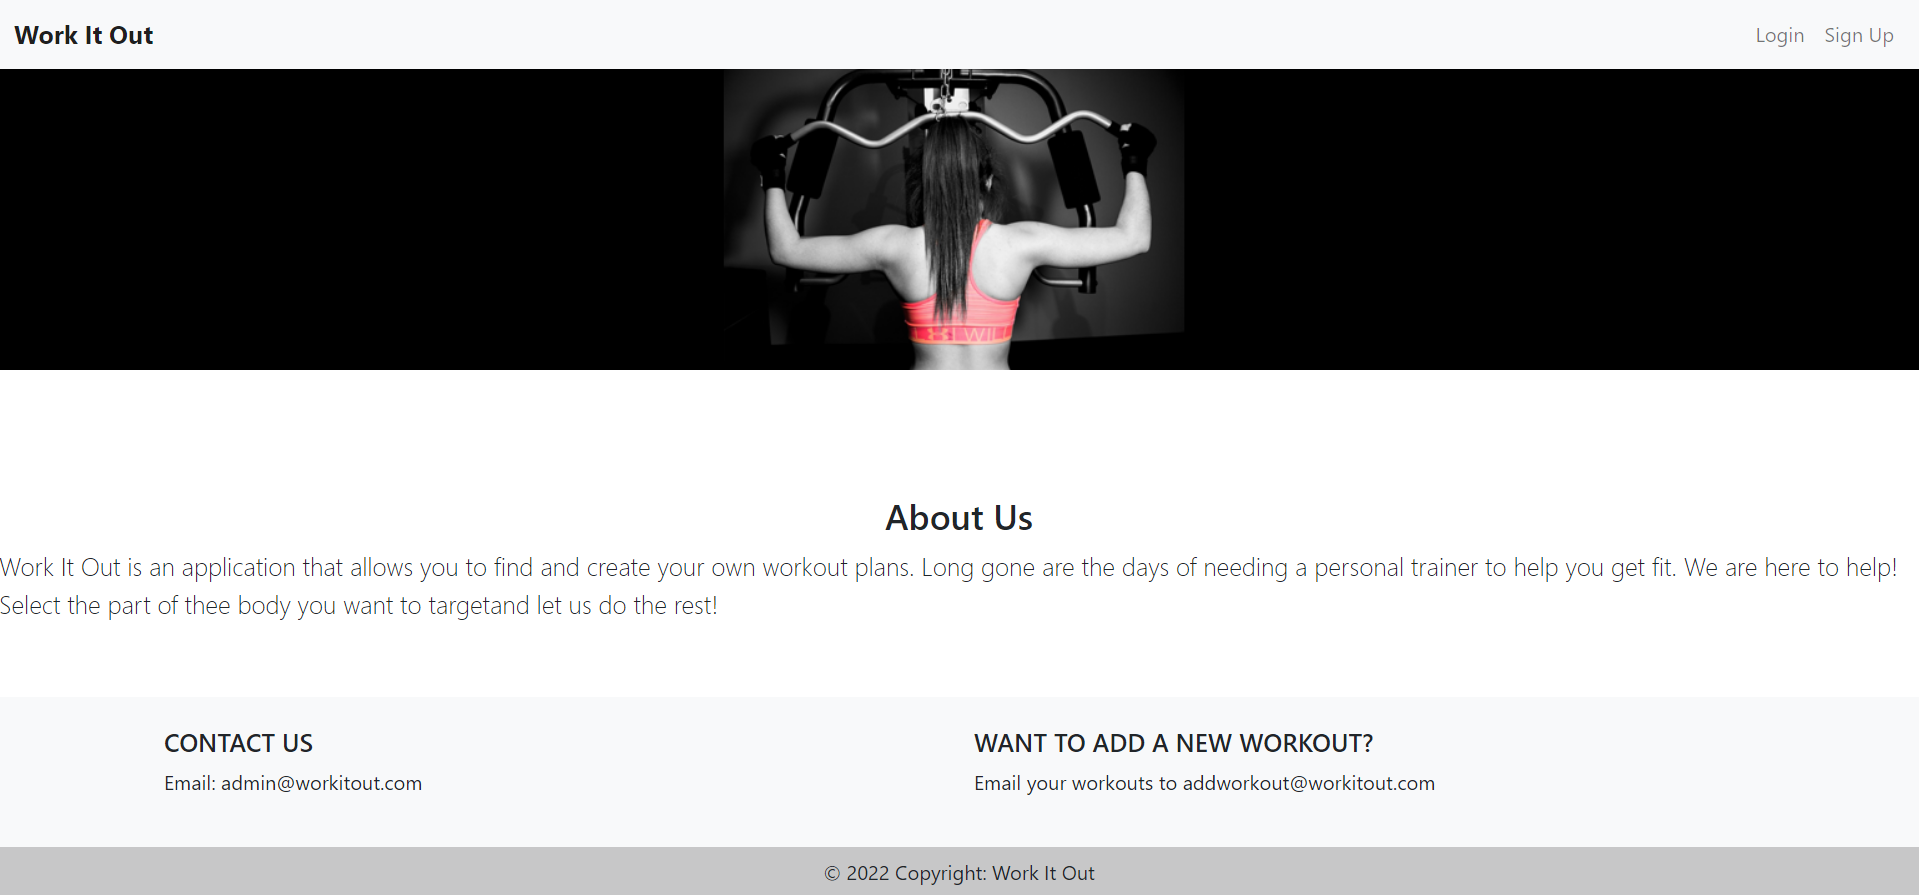 Work It Out
Login Sign Up
I WILL
About Us
Work It Out is an application that allows you to find and create your own workout plans. Long gone are the days of needing a personal trainer to help you get fit. We are here to help!
Select the part of thee body you want to targetand let us do the rest!
CONTACT US
Email: admin@workitout.com
WANT TO ADD A NEW WORKOUT?
Email your workouts to addworkout@workitout.com
© 2022 Copyright: Work It Out